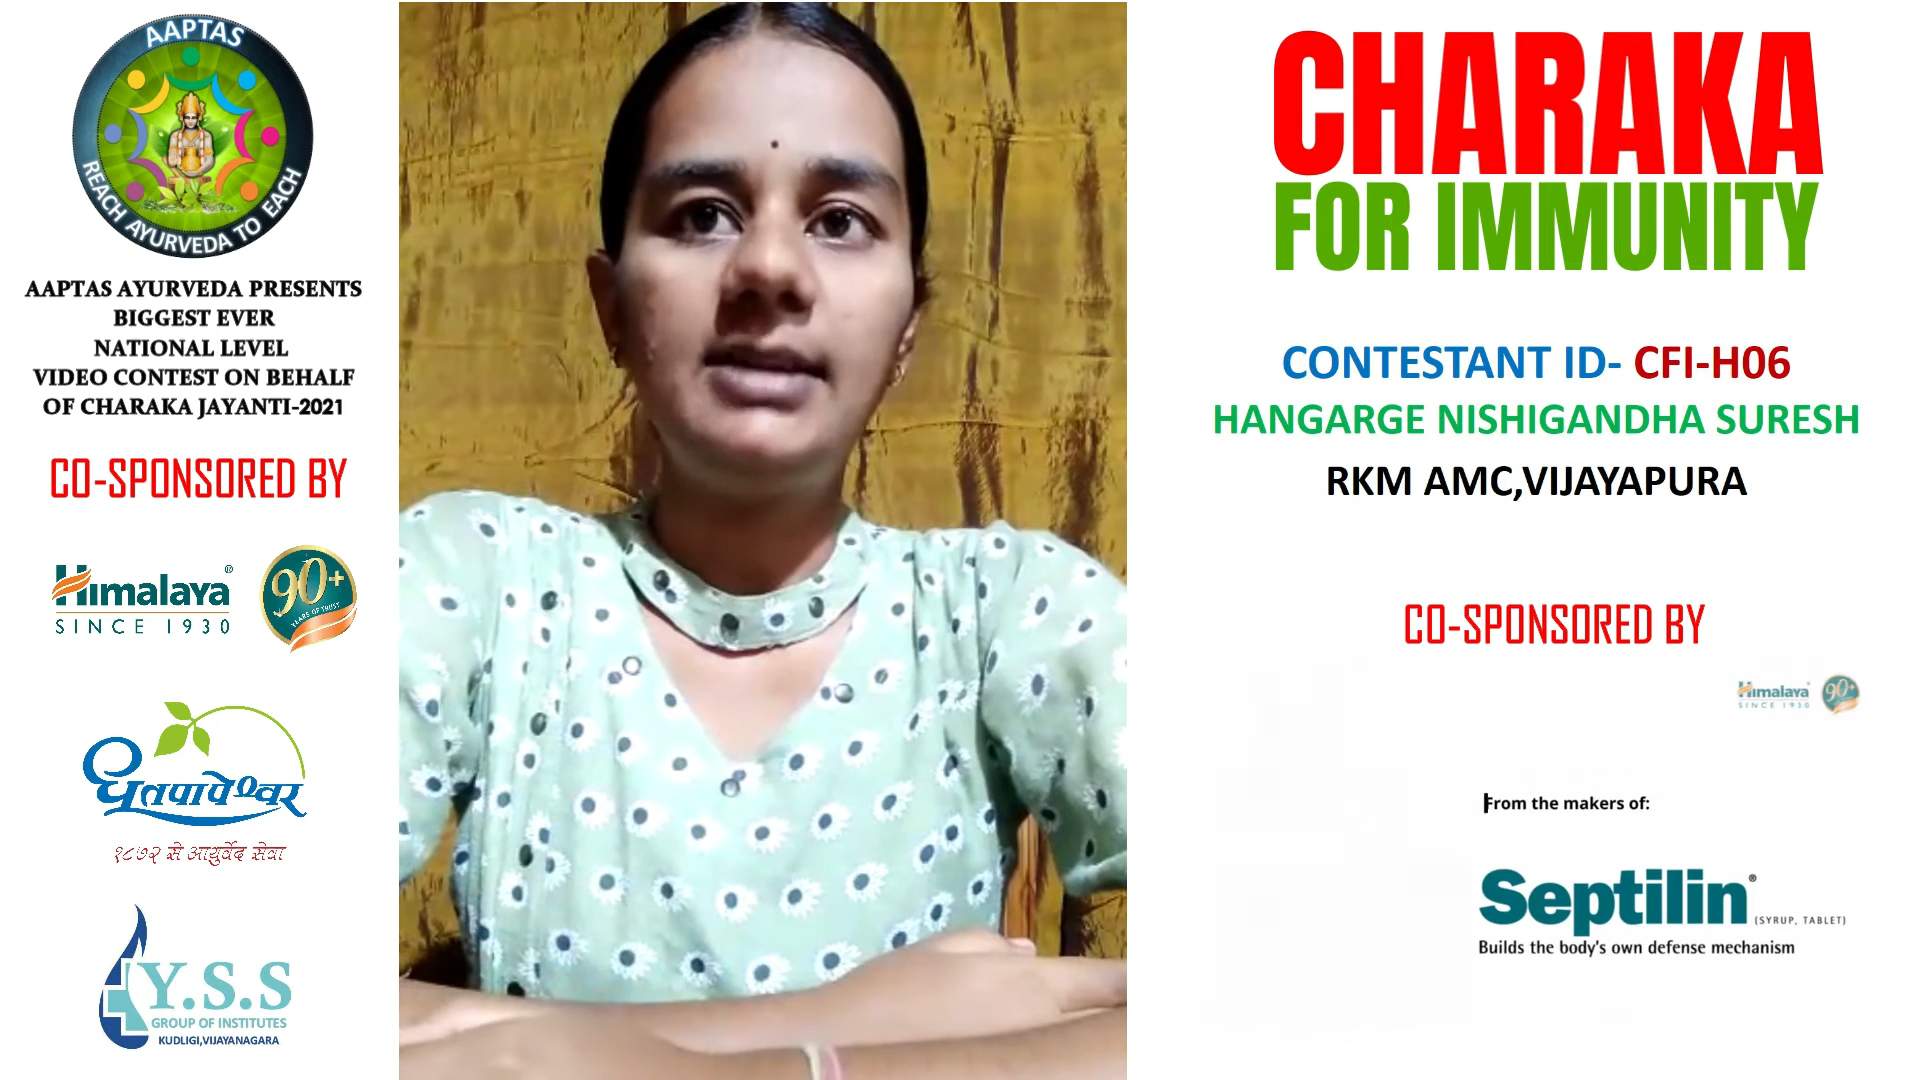 AAPTAS
REACH AYURVEDA TO EACH
AAPTAS AYURVEDA PRESENTS
BIGGEST EVER
NATIONAL LEVEL
VIDEO CONTEST ON BEHALF
OF CHARAKA JAYANTI-2021
CO-SPONSORED BY
Himalaya®
SINCE 1930
90+
YEARS OF TRUST
धूतपापेश्वर
१८७२ से आयुर्वेद सेवा
Y.S.S
GROUP OF INSTITUTES
KUDLIGI,VIJAYANAGARA
CHARAKA
FOR IMMUNITY
CONTESTANT ID- CFI-H06
HANGARGE NISHIGANDHA SURESH
RKM AMC,VIJAYAPURA
CO-SPONSORED BY
Himalaya
SINCE 1930
90+
From the makers of:
Septilin® (SYRUP, TABLET)
Builds the body's own defense mechanism